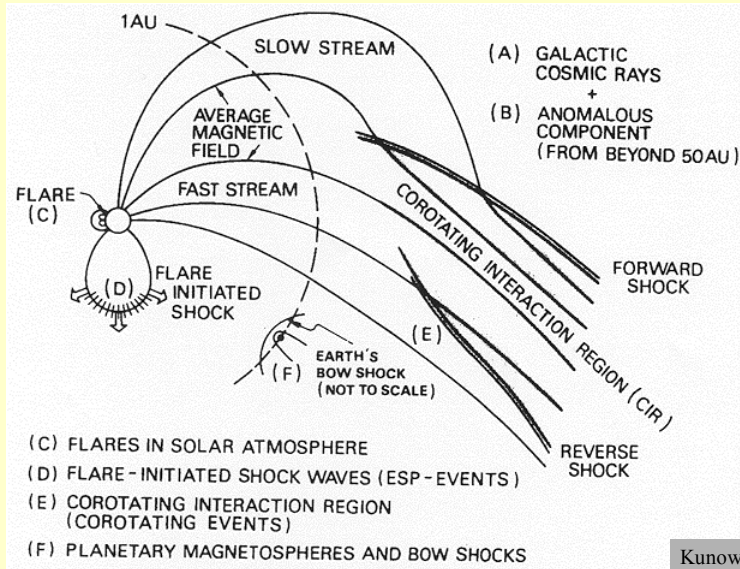 1AU
SLOW STREAM
(A) GALACTIC
COSMIC RAYS
+
(B) ANOMALOUS
COMPONENT
(FROM BEYOND 50AU)
AVERAGE
MAGNETIC
FIELD
FAST STREAM
FLARE
(C)
COROTATING INTERACTION REGION (CIR)
FORWARD
SHOCK
(D)
FLARE
INITIATED
SHOCK
(E)
(F)
EARTH'S
BOW SHOCK
(NOT TO SCALE)
REVERSE
SHOCK
(C) FLARES IN SOLAR ATMOSPHERE
(D) FLARE-INITIATED SHOCK WAVES (ESP-EVENTS)
(E) COROTATING INTERACTION REGION
(COROTATING EVENTS)
(F) PLANETARY MAGNETOSPHERES AND BOW SHOCKS
Kunow